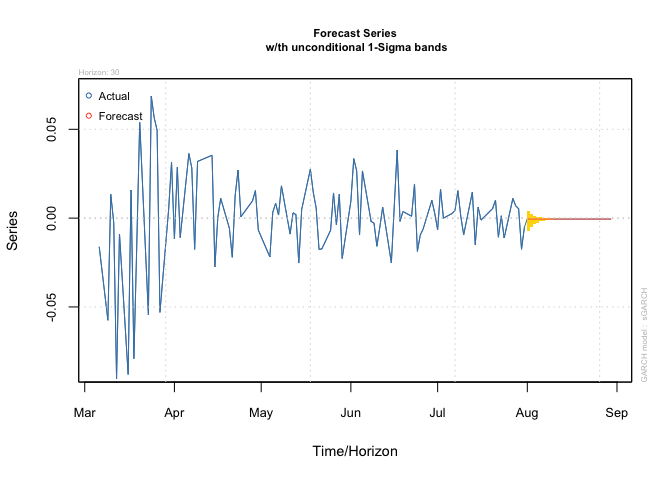 Forecast Series
w/th unconditional 1-Sigma bands
Horizon: 30
Actual
Forecast
0.05
0.00
-0.05
Series
Mar Apr May Jun Jul Aug Sep
Time/Horizon
GARCH model : sGARCH